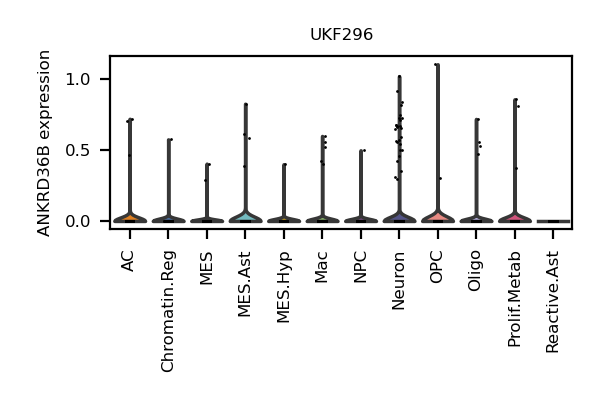 UKF296
ANKRD36B expression
1.0
0.5
0.0
AC
Chromatin.Reg
MES
MES.Ast
MES.Hyp
Mac
NPC
Neuron
OPC
Oligo
Prolif.Metab
Reactive.Ast